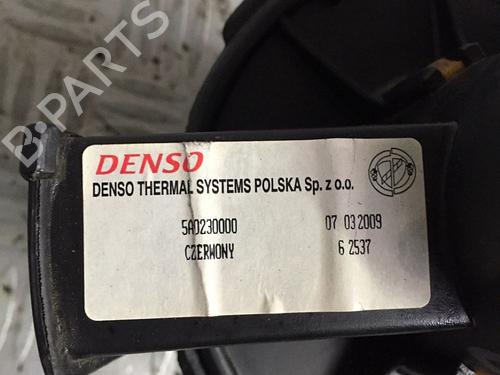 B-PARTS
DENSO
DENSO THERMAL SYSTEMS POLSKA Sp. z o.o.
5A0230000 07 03 2009
CZERWONY 6 2537